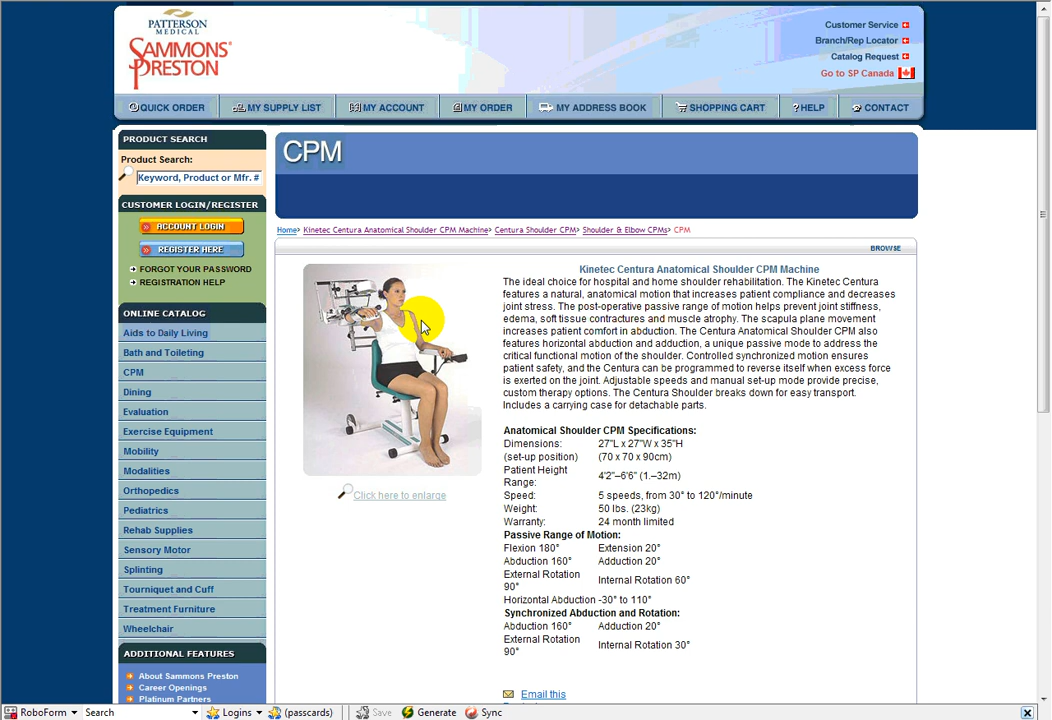 PATTERSON
MEDICAL
SAMMONS
PRESTON
Customer Service
Branch/Rep Locator
Catalog Request
Go to SP Canada
QUICK ORDER
MY SUPPLY LIST
MY ACCOUNT
MY ORDER
MY ADDRESS BOOK
SHOPPING CART
HELP
CONTACT
PRODUCT SEARCH
Product Search:
Keyword, Product or Mfr. #
CUSTOMER LOGIN/REGISTER
ACCOUNT LOGIN
REGISTER HERE
FORGOT YOUR PASSWORD
REGISTRATION HELP
ONLINE CATALOG
Aids to Daily Living
Bath and Toileting
CPM
Dining
Evaluation
Exercise Equipment
Mobility
Modalities
Orthopedics
Pediatrics
Rehab Supplies
Sensory Motor
Splinting
Tourniquet and Cuff
Treatment Furniture
Wheelchair
ADDITIONAL FEATURES
About Sammons Preston
Career Openings
Platinum Partners
CPM
Home> Kinetec Centura Anatomical Shoulder CPM Machine> Centura Shoulder CPM> Shoulder & Elbow CPMs> CPM
BROWSE
Click here to enlarge
Kinetec Centura Anatomical Shoulder CPM Machine
The ideal choice for hospital and home shoulder rehabilitation. The Kinetec Centura
features a natural, anatomical motion that increases patient compliance and decreases
joint stress. The post-operative passive range of motion helps prevent joint stiffness,
edema, soft tissue contractures and muscle atrophy. The scapula plane movement
increases patient comfort in abduction. The Centura Anatomical Shoulder CPM also
features horizontal abduction and adduction, a unique passive mode to address the
critical functional motion of the shoulder. Controlled synchronized motion ensures
patient safety, and the Centura can be programmed to reverse itself when excess force
is exerted on the joint. Adjustable speeds and manual set-up mode provide precise,
custom therapy options. The Centura Shoulder breaks down for easy transport.
Includes a carrying case for detachable parts.
Anatomical Shoulder CPM Specifications:
Dimensions: 27"L x 27"W x 35"H
(set-up position) (70 x 70 x 90cm)
Patient Height
Range: 4'2"–6'6" (1.–32m)
Speed: 5 speeds, from 30° to 120°/minute
Weight: 50 lbs. (23kg)
Warranty: 24 month limited
Passive Range of Motion:
Flexion 180° Extension 20°
Abduction 160° Adduction 20°
External Rotation
90° Internal Rotation 60°
Horizontal Abduction -30° to 110°
Synchronized Abduction and Rotation:
Abduction 160° Adduction 20°
External Rotation
90° Internal Rotation 30°
Email this
RoboForm Search Logins (passcards) Save Generate Sync